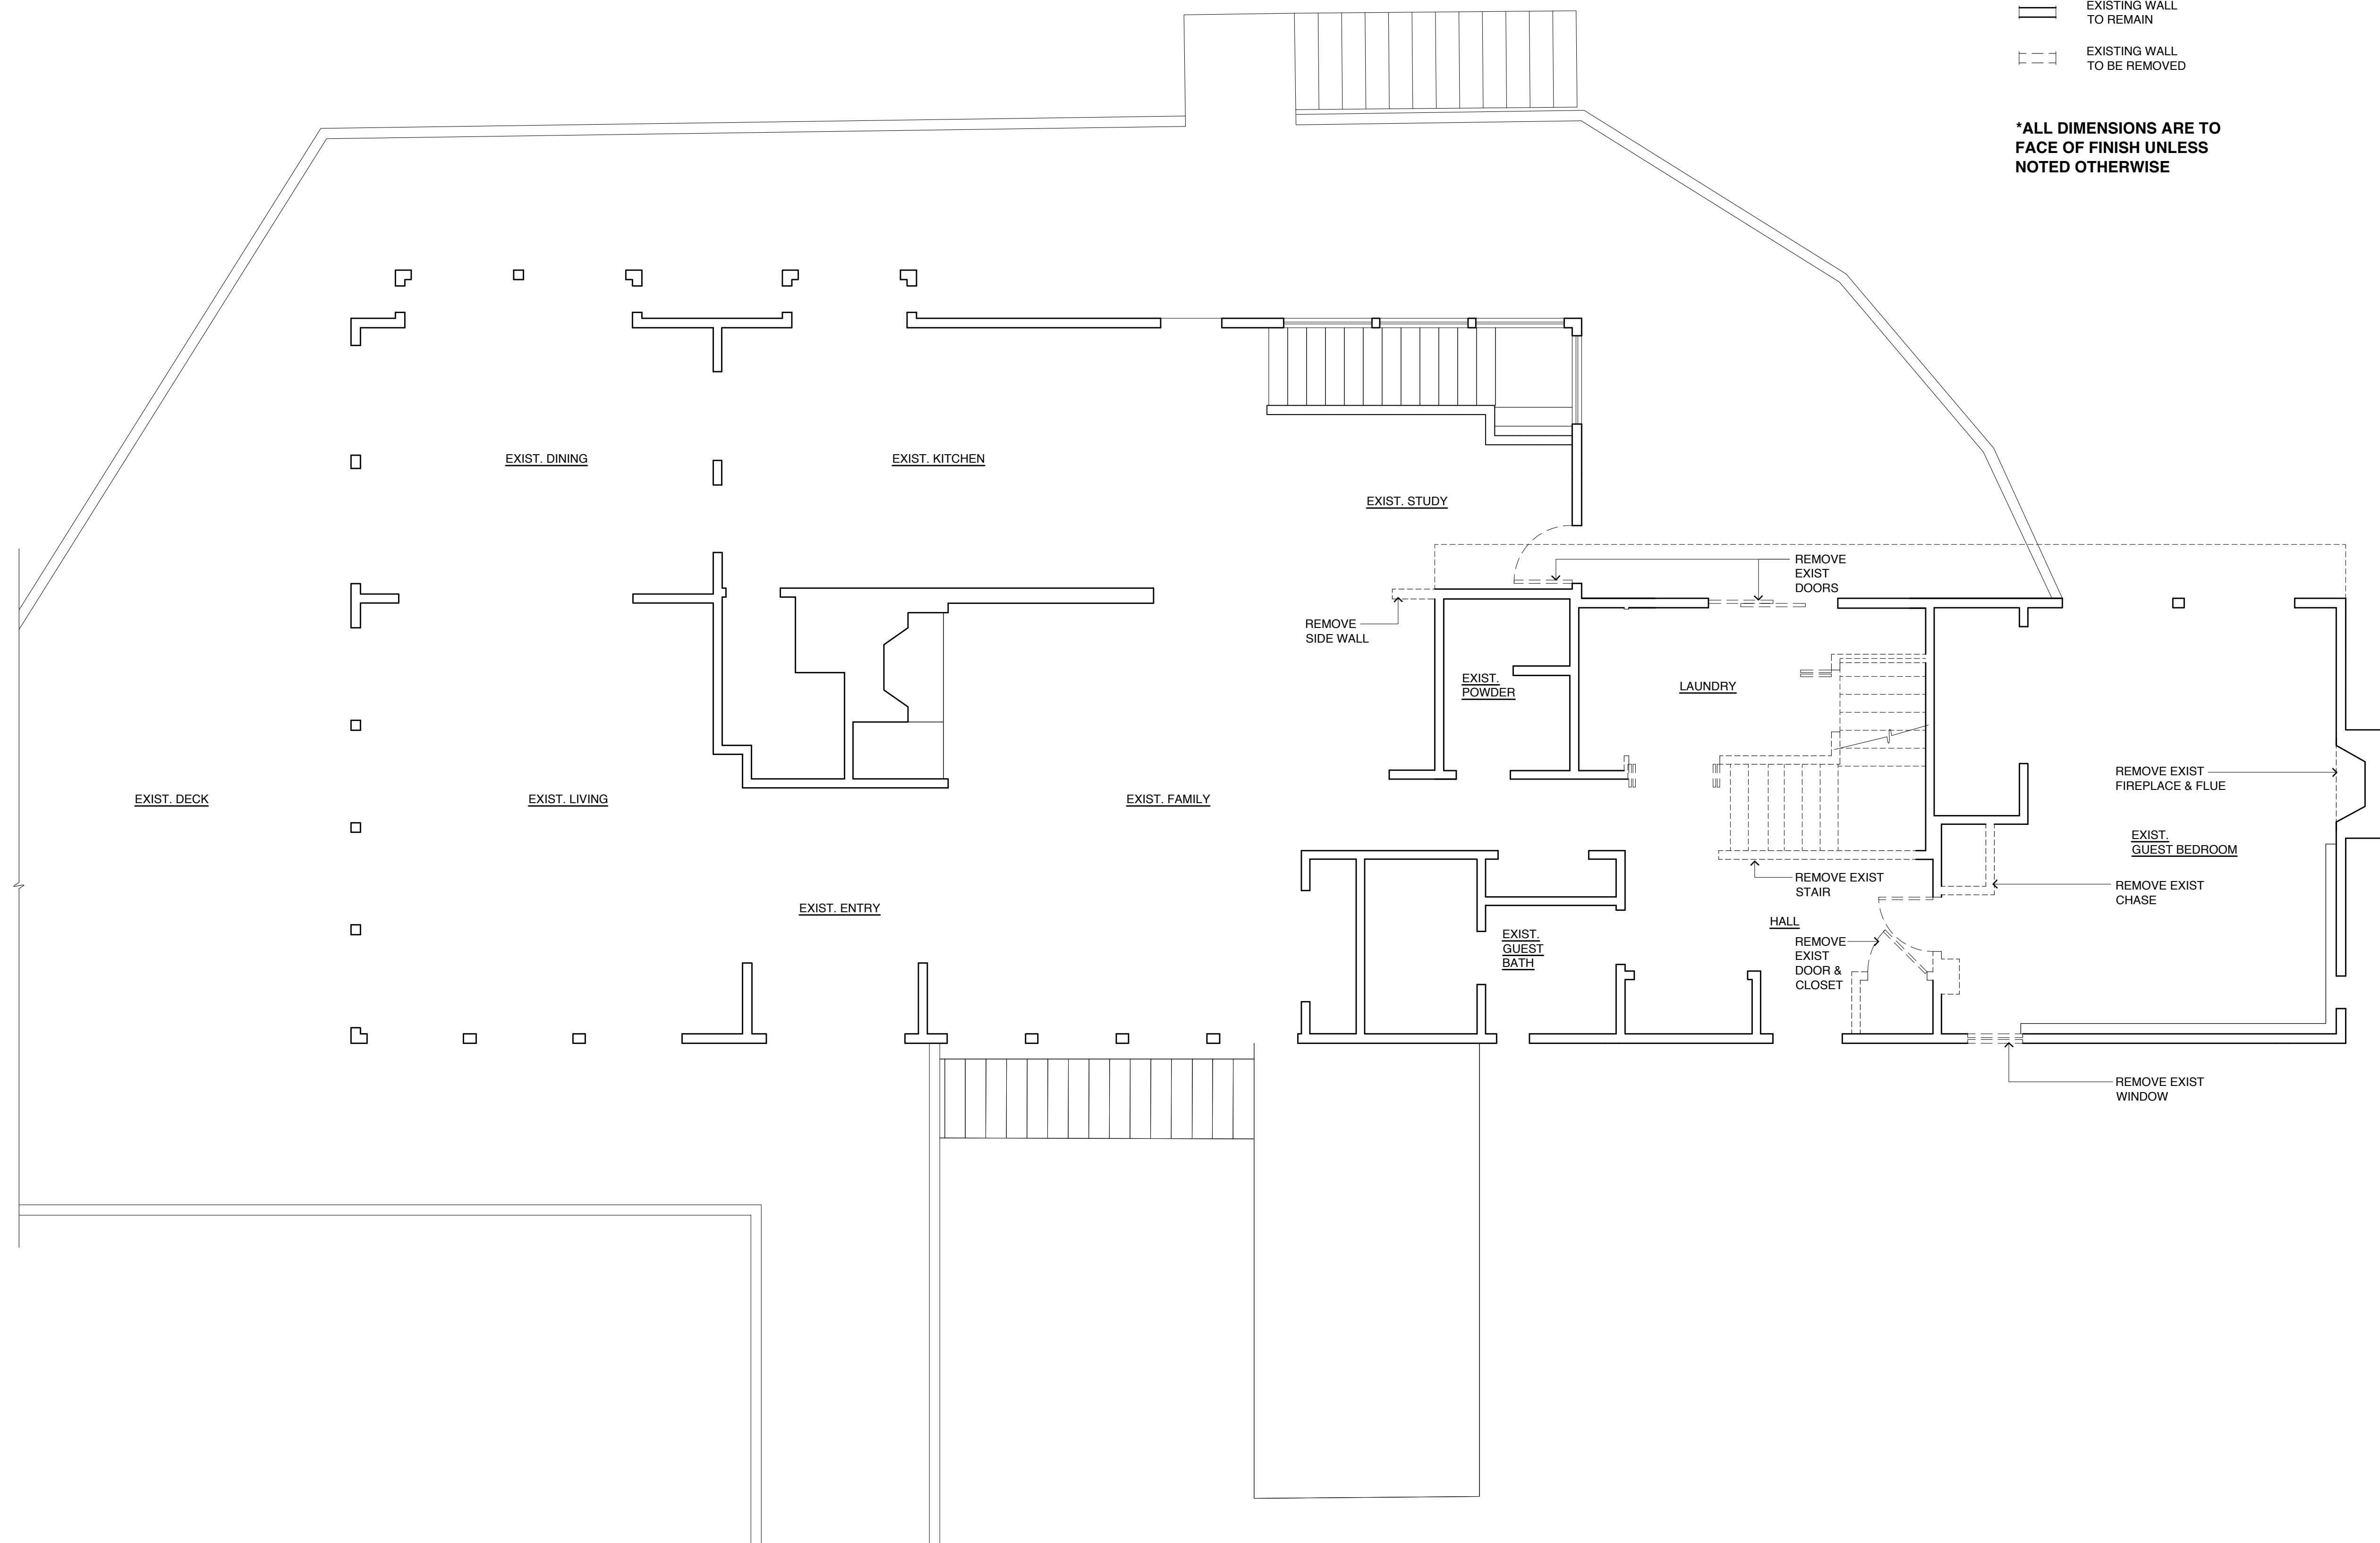 EXISTING WALL
TO REMAIN
EXISTING WALL
TO BE REMOVED
*ALL DIMENSIONS ARE TO
FACE OF FINISH UNLESS
NOTED OTHERWISE
EXIST. DINING
EXIST. KITCHEN
EXIST. STUDY
REMOVE
EXIST
DOORS
REMOVE
SIDE WALL
EXIST.
POWDER
LAUNDRY
EXIST. DECK
EXIST. LIVING
EXIST. FAMILY
REMOVE EXIST
FIREPLACE & FLUE
EXIST.
GUEST BEDROOM
REMOVE EXIST
STAIR
REMOVE EXIST
CHASE
EXIST. ENTRY
HALL
EXIST.
GUEST
BATH
REMOVE
EXIST
DOOR &
CLOSET
REMOVE EXIST
WINDOW